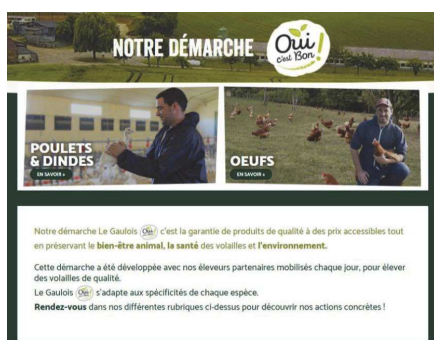 NOTRE DÉMARCHE
Oui
c'est Bon !
POULETS
& DINDES
EN SAVOIR »
OEUFS
EN SAVOIR »
Notre démarche Le Gaulois Oui ! c'est la garantie de produits de qualité à des prix accessibles tout
en préservant le bien-être animal, la santé des volailles et l'environnement.
Cette démarche a été développée avec nos éleveurs partenaires mobilisés chaque jour, pour élever
des volailles de qualité.
Le Gaulois Oui ! s'adapte aux spécificités de chaque espèce.
Rendez-vous dans nos différentes rubriques ci-dessus pour découvrir nos actions concrètes !